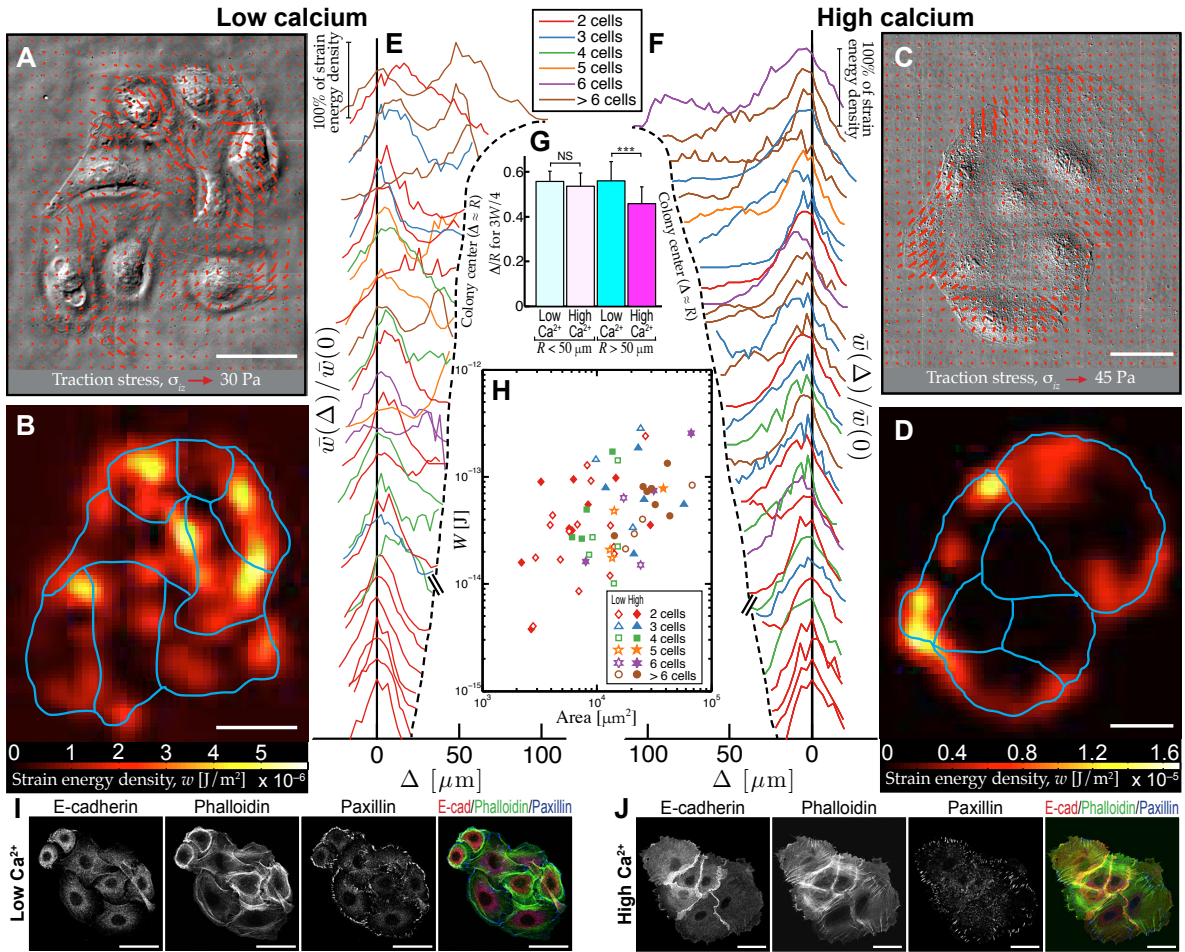 Low calcium
High calcium
A
Traction stress, σiz → 30 Pa
B
0 1 2 3 4 5
Strain energy density, w [J/m²] x 10⁻⁶
E
100% of strain energy density
w̄(Δ)/w̄(0)
Colony center (Δ ≈ R)
0 50 100
Δ [μm]
2 cells
3 cells
4 cells
5 cells
6 cells
> 6 cells
F
100% of strain energy density
w̄(Δ)/w̄(0)
Colony center (Δ ≈ R)
100 50 0
Δ [μm]
G
NS
***
Δ/R for 3W/4
0.6
0.4
0.2
0
Low Ca²⁺
High Ca²⁺
Low Ca²⁺
High Ca²⁺
R < 50 μm
R > 50 μm
H
W [J]
10⁻¹²
10⁻¹³
10⁻¹⁴
10⁻¹⁵
10³ 10⁴ 10⁵
Area [μm²]
Low High
2 cells
3 cells
4 cells
5 cells
6 cells
> 6 cells
C
Traction stress, σiz → 45 Pa
D
0 0.4 0.8 1.2 1.6
Strain energy density, w [J/m²] x 10⁻⁵
I
Low Ca²⁺
E-cadherin
Phalloidin
Paxillin
E-cad/Phalloidin/Paxillin
J
High Ca²⁺
E-cadherin
Phalloidin
Paxillin
E-cad/Phalloidin/Paxillin